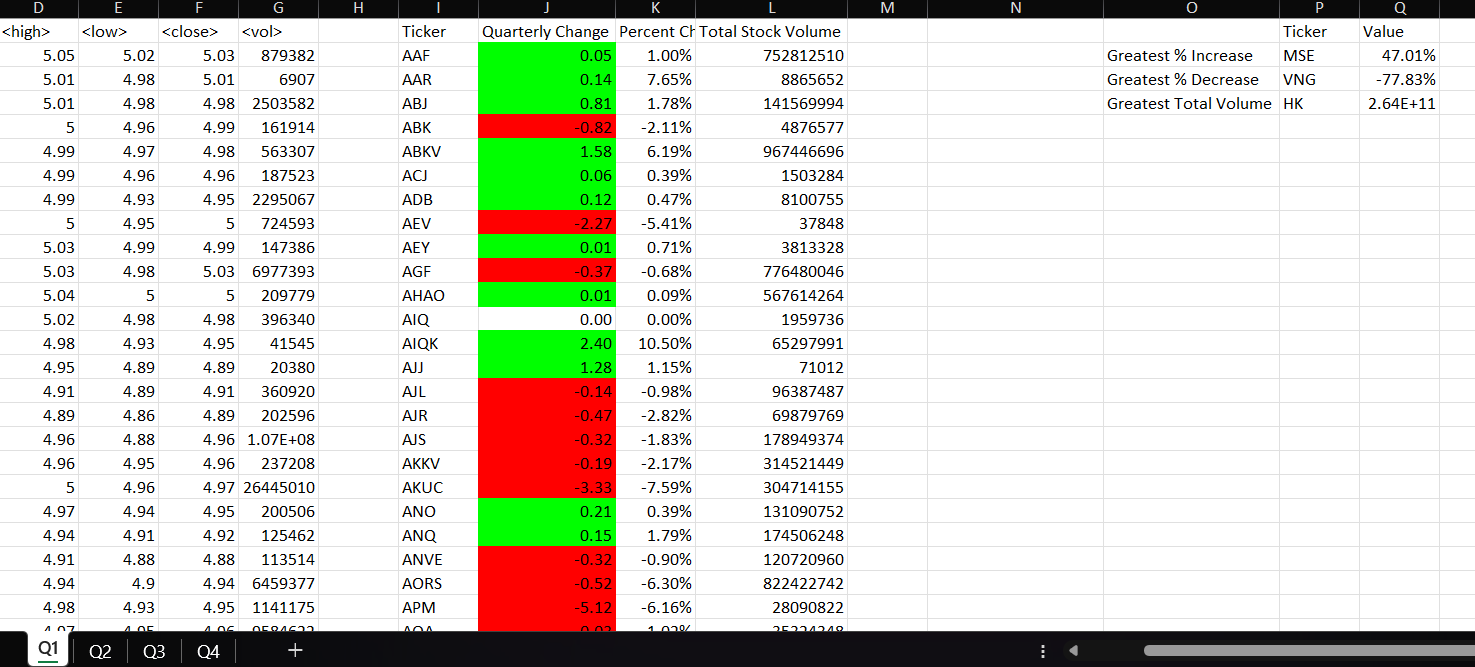 D E F G H I J K L M N O P Q
<high> <low> <close> <vol> Ticker Quarterly Change Percent Ch Total Stock Volume Ticker Value
5.05 5.02 5.03 879382 AAF 0.05 1.00% 752812510 Greatest % Increase MSE 47.01%
5.01 4.98 5.01 6907 AAR 0.14 7.65% 8865652 Greatest % Decrease VNG -77.83%
5.01 4.98 4.98 2503582 ABJ 0.81 1.78% 141569994 Greatest Total Volume HK 2.64E+11
5 4.96 4.99 161914 ABK -0.82 -2.11% 4876577
4.99 4.97 4.98 563307 ABKV 1.58 6.19% 967446696
4.99 4.96 4.96 187523 ACJ 0.06 0.39% 1503284
4.99 4.93 4.95 2295067 ADB 0.12 0.47% 8100755
5 4.95 5 724593 AEV -2.27 -5.41% 37848
5.03 4.99 4.99 147386 AEY 0.01 0.71% 3813328
5.03 4.98 5.03 6977393 AGF -0.37 -0.68% 776480046
5.04 5 5 209779 AHAO 0.01 0.09% 567614264
5.02 4.98 4.98 396340 AIQ 0.00 0.00% 1959736
4.98 4.93 4.95 41545 AIQK 2.40 10.50% 65297991
4.95 4.89 4.89 20380 AJJ 1.28 1.15% 71012
4.91 4.89 4.91 360920 AJL -0.14 -0.98% 96387487
4.89 4.86 4.89 202596 AJR -0.47 -2.82% 69879769
4.96 4.88 4.96 1.07E+08 AJS -0.32 -1.83% 178949374
4.96 4.95 4.96 237208 AKKV -0.19 -2.17% 314521449
5 4.96 4.97 26445010 AKUC -3.33 -7.59% 304714155
4.97 4.94 4.95 200506 ANO 0.21 0.39% 131090752
4.94 4.91 4.92 125462 ANQ 0.15 1.79% 174506248
4.91 4.88 4.88 113514 ANVE -0.32 -0.90% 120720960
4.94 4.9 4.94 6459377 AORS -0.52 -6.30% 822422742
4.98 4.93 4.95 1141175 APM -5.12 -6.16% 28090822
Q1 Q2 Q3 Q4 +